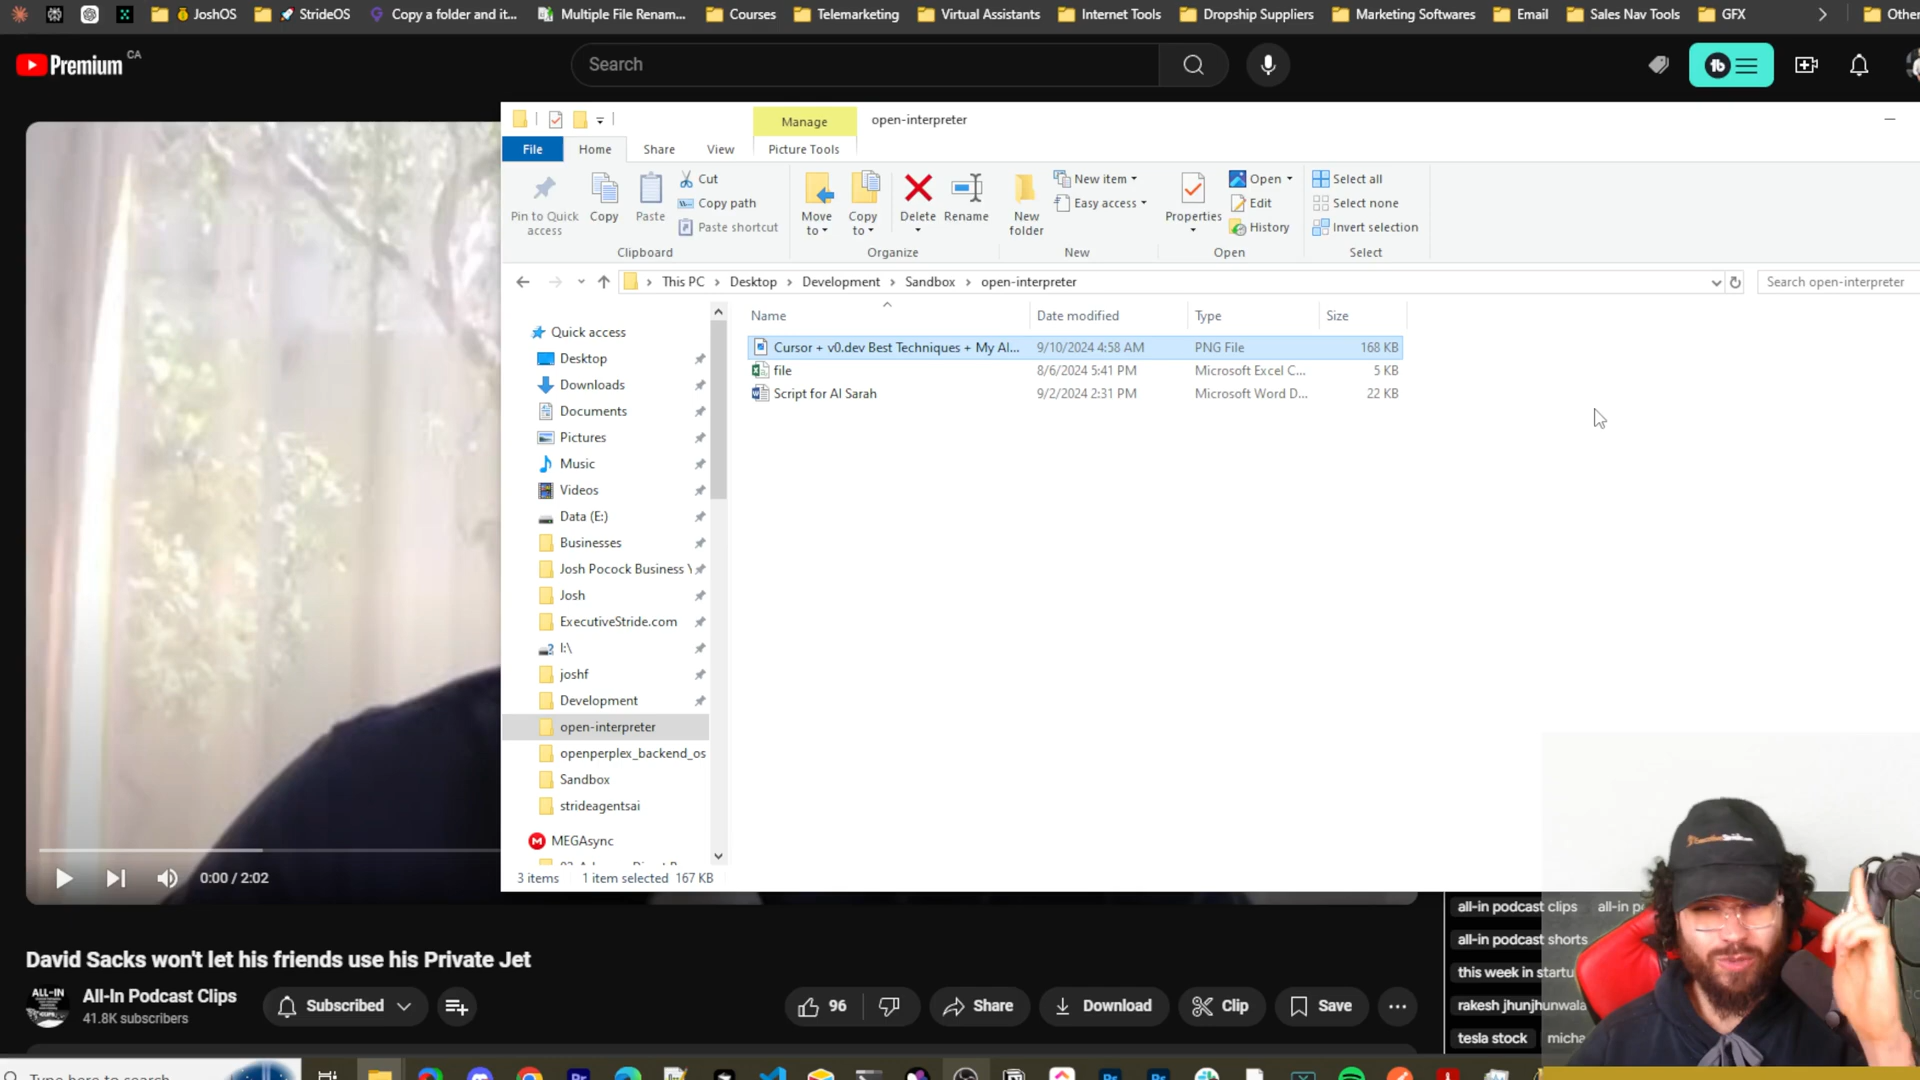 JoshOS
StrideOS
Copy a folder and it...
Multiple File Renam...
Courses
Telemarketing
Virtual Assistants
Internet Tools
Dropship Suppliers
Marketing Softwares
Email
Sales Nav Tools
GFX
Other
Premium CA
Search
Manage
open-interpreter
File
Home
Share
View
Picture Tools
Pin to Quick access
Copy
Paste
Cut
Copy path
Paste shortcut
Clipboard
Move to
Copy to
Delete
Rename
Organize
New folder
New item
Easy access
New
Properties
Open
Edit
History
Open
Select all
Select none
Invert selection
Select
This PC > Desktop > Development > Sandbox > open-interpreter
Search open-interpreter
Name Date modified Type Size
Cursor + v0.dev Best Techniques + My AI... 9/10/2024 4:58 AM PNG File 168 KB
file 8/6/2024 5:41 PM Microsoft Excel C... 5 KB
Script for AI Sarah 9/2/2024 2:31 PM Microsoft Word D... 22 KB
Quick access
Desktop
Downloads
Documents
Pictures
Music
Videos
Data (E:)
Businesses
Josh Pocock Business
Josh
ExecutiveStride.com
I:\
joshf
Development
open-interpreter
openperplex_backend_os
Sandbox
strideagentsai
MEGAsync
3 items 1 item selected 167 KB
0:00 / 2:02
David Sacks won't let his friends use his Private Jet
ALL-IN
All-In Podcast Clips
41.8K subscribers
Subscribed
96
Share
Download
Clip
Save
all-in podcast clips all-in p
all-in podcast shorts
this week in startu
rakesh jhunjhunwala
tesla stock micha
Type here to search